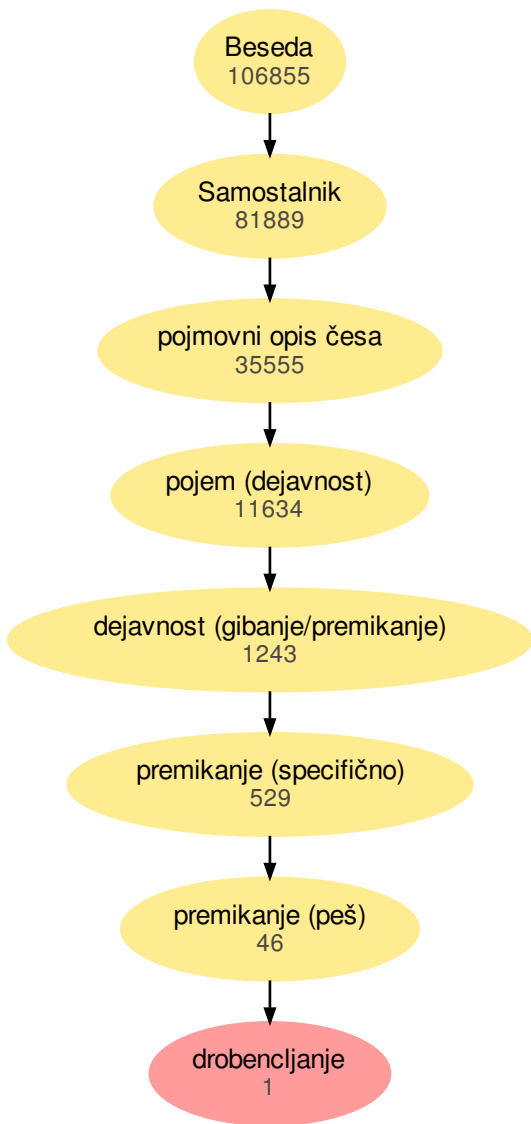 Beseda
106855
Samostalnik
81889
pojmovni opis česa
35555
pojem (dejavnost)
11634
dejavnost (gibanje/premikanje)
1243
premikanje (specifično)
529
premikanje (peš)
46
drobencljanje
1